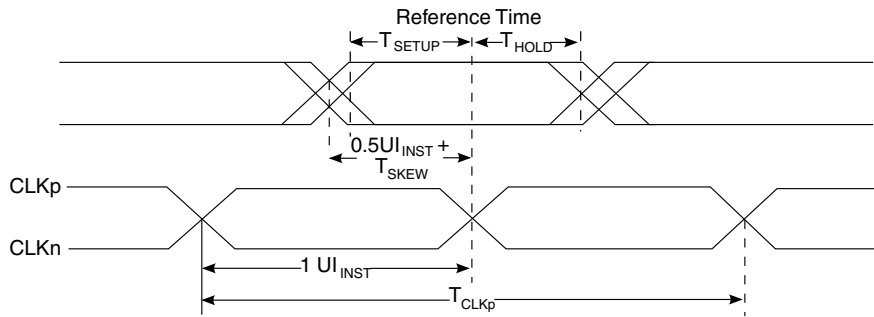 Reference Time
T_SETUP T_HOLD
0.5UI_INST +
T_SKEW
CLKp
CLKn
1 UI_INST
T_CLKp